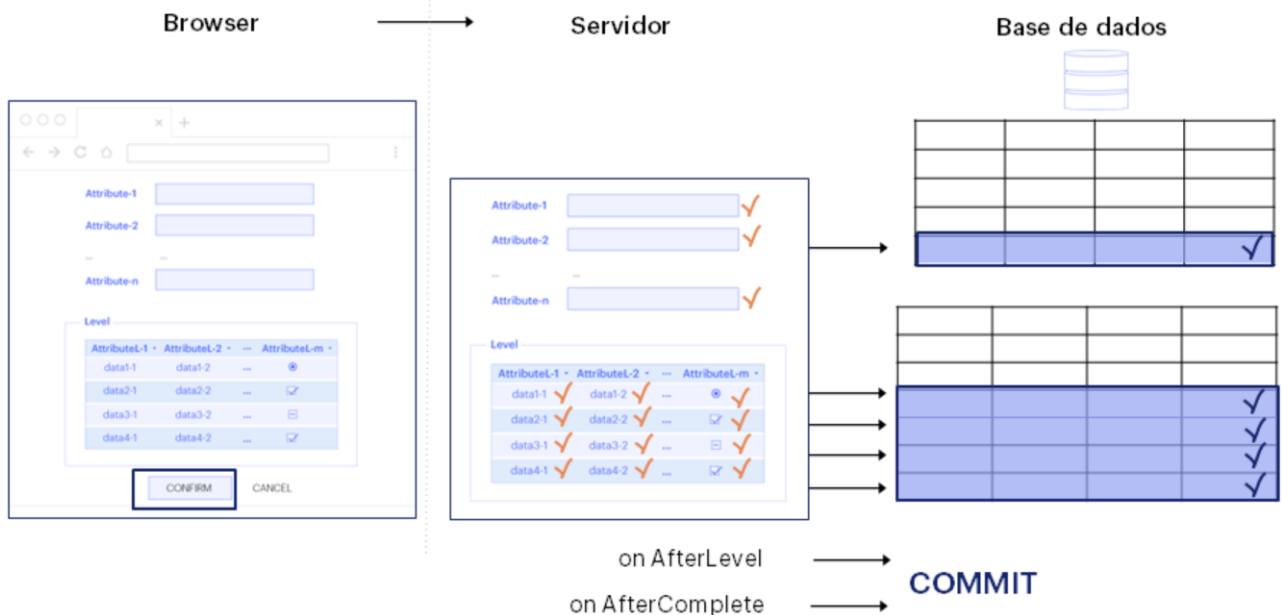 Browser
Servidor
Base de dados
Attribute-1
Attribute-2
... ...
Attribute-n
Level
AttributeL-1 AttributeL-2 ... AttributeL-m
data1-1 data1-2 ...
data2-1 data2-2 ...
data3-1 data3-2 ...
data4-1 data4-2 ...
CONFIRM CANCEL
Attribute-1
Attribute-2
... ...
Attribute-n
Level
AttributeL-1 AttributeL-2 ... AttributeL-m
data1-1 data1-2 ...
data2-1 data2-2 ...
data3-1 data3-2 ...
data4-1 data4-2 ...
on AfterLevel
on AfterComplete
COMMIT